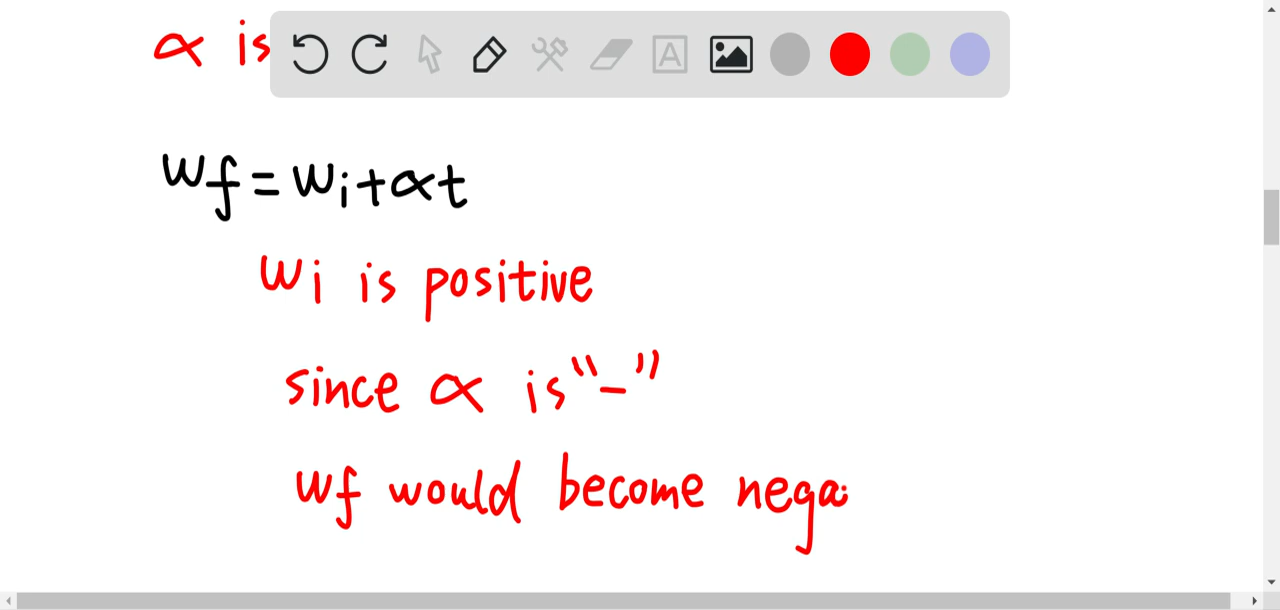 α is
A
wf = wi + αt
wi is positive
since α is "–"
wf would become nega